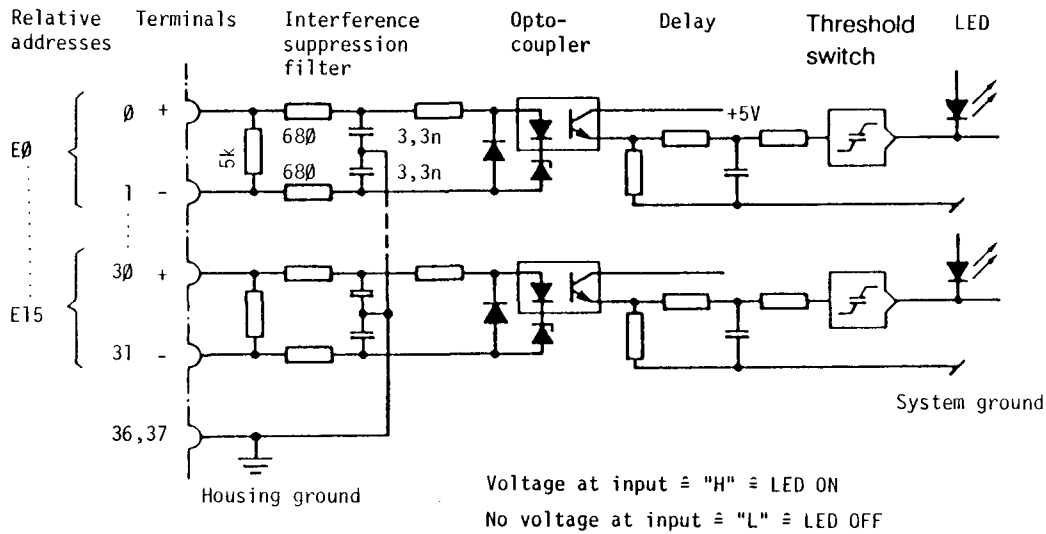 Relative addresses
Terminals
Interference suppression filter
Opto-coupler
Delay
Threshold switch
LED
E0
0 +
5k
680
3,3n
680
3,3n
1 -
+5V
E15
30 +
31 -
36,37
Housing ground
System ground
Voltage at input ≙ "H" ≙ LED ON
No voltage at input ≙ "L" ≙ LED OFF